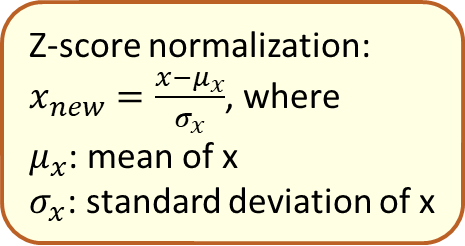 Z-score normalization:
𝑥_𝑛𝑒𝑤 = (𝑥−𝜇_𝑥)/𝜎_𝑥, where
𝜇_𝑥: mean of x
𝜎_𝑥: standard deviation of x